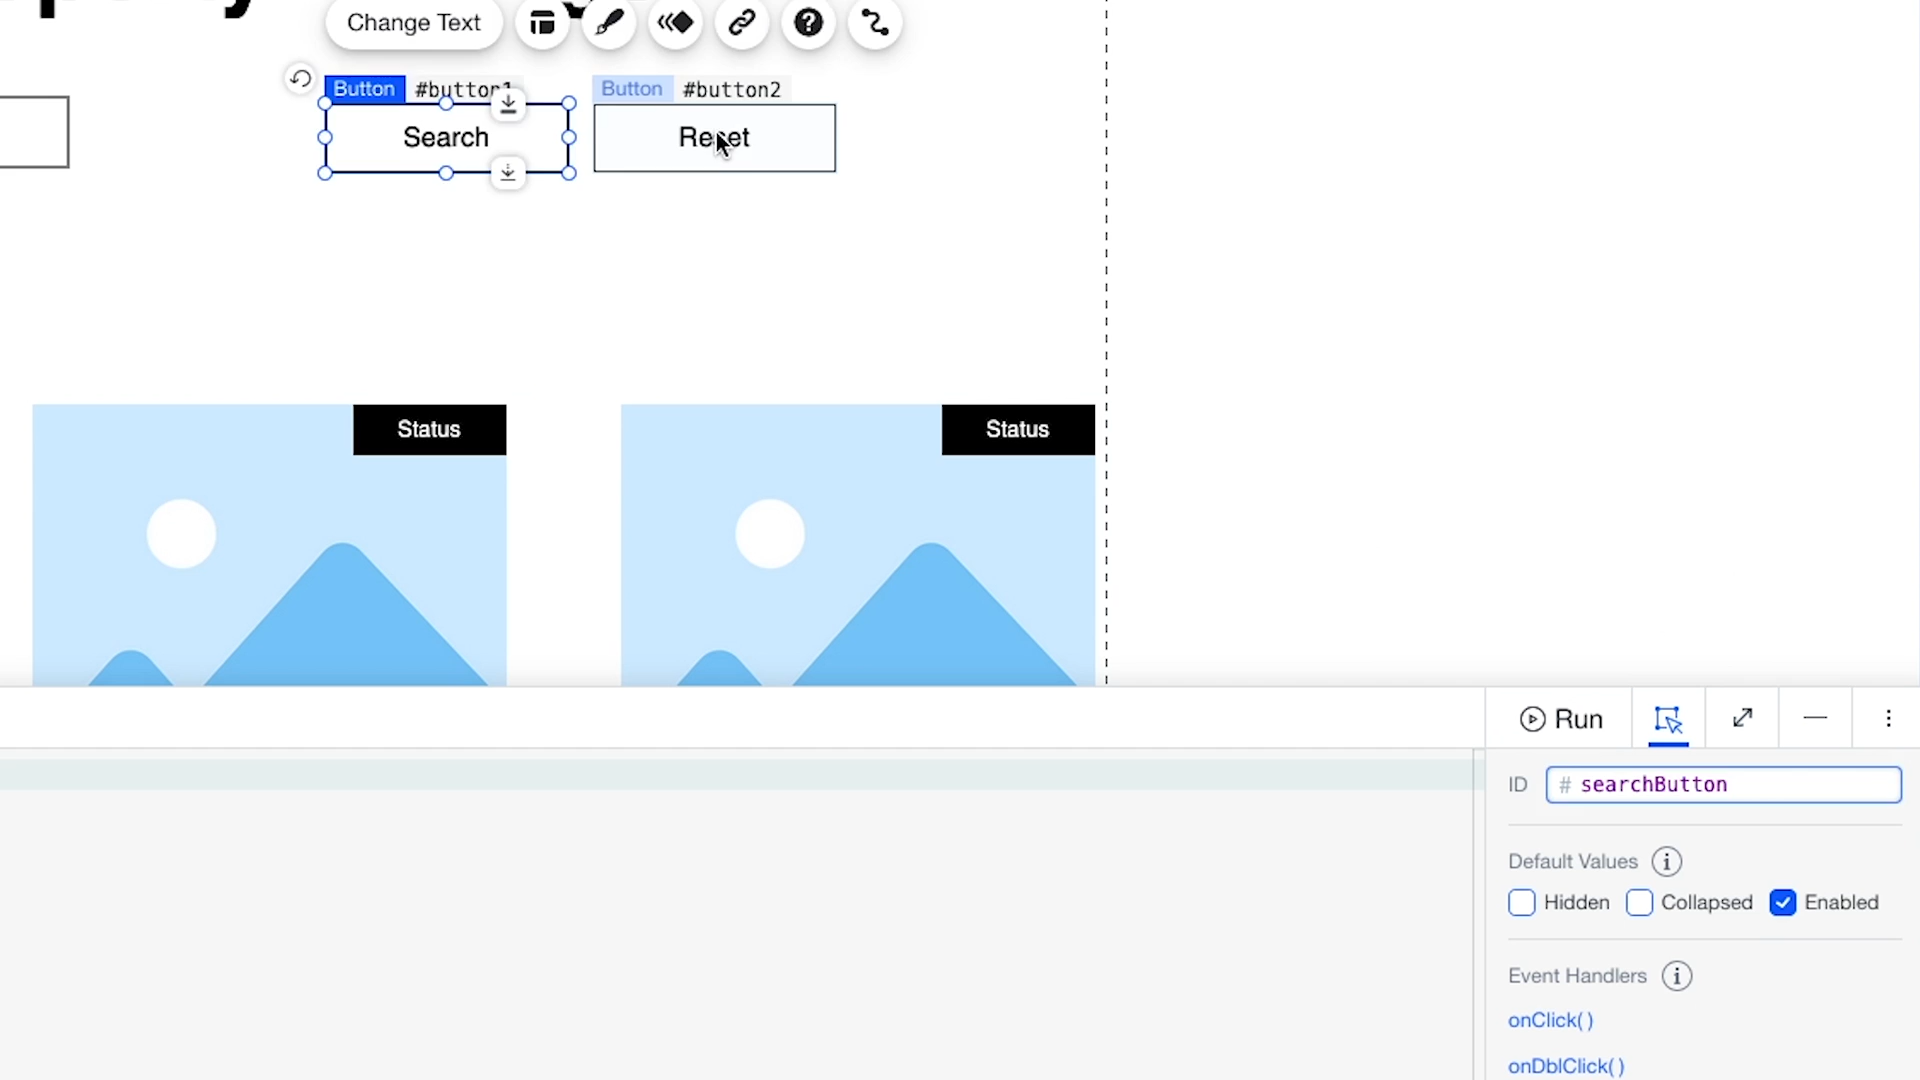 Change Text
Button #button1 Button #button2
Search Reset
Status Status
Run
ID # searchButton
Default Values
Hidden Collapsed Enabled
Event Handlers
onClick()
onDblClick()